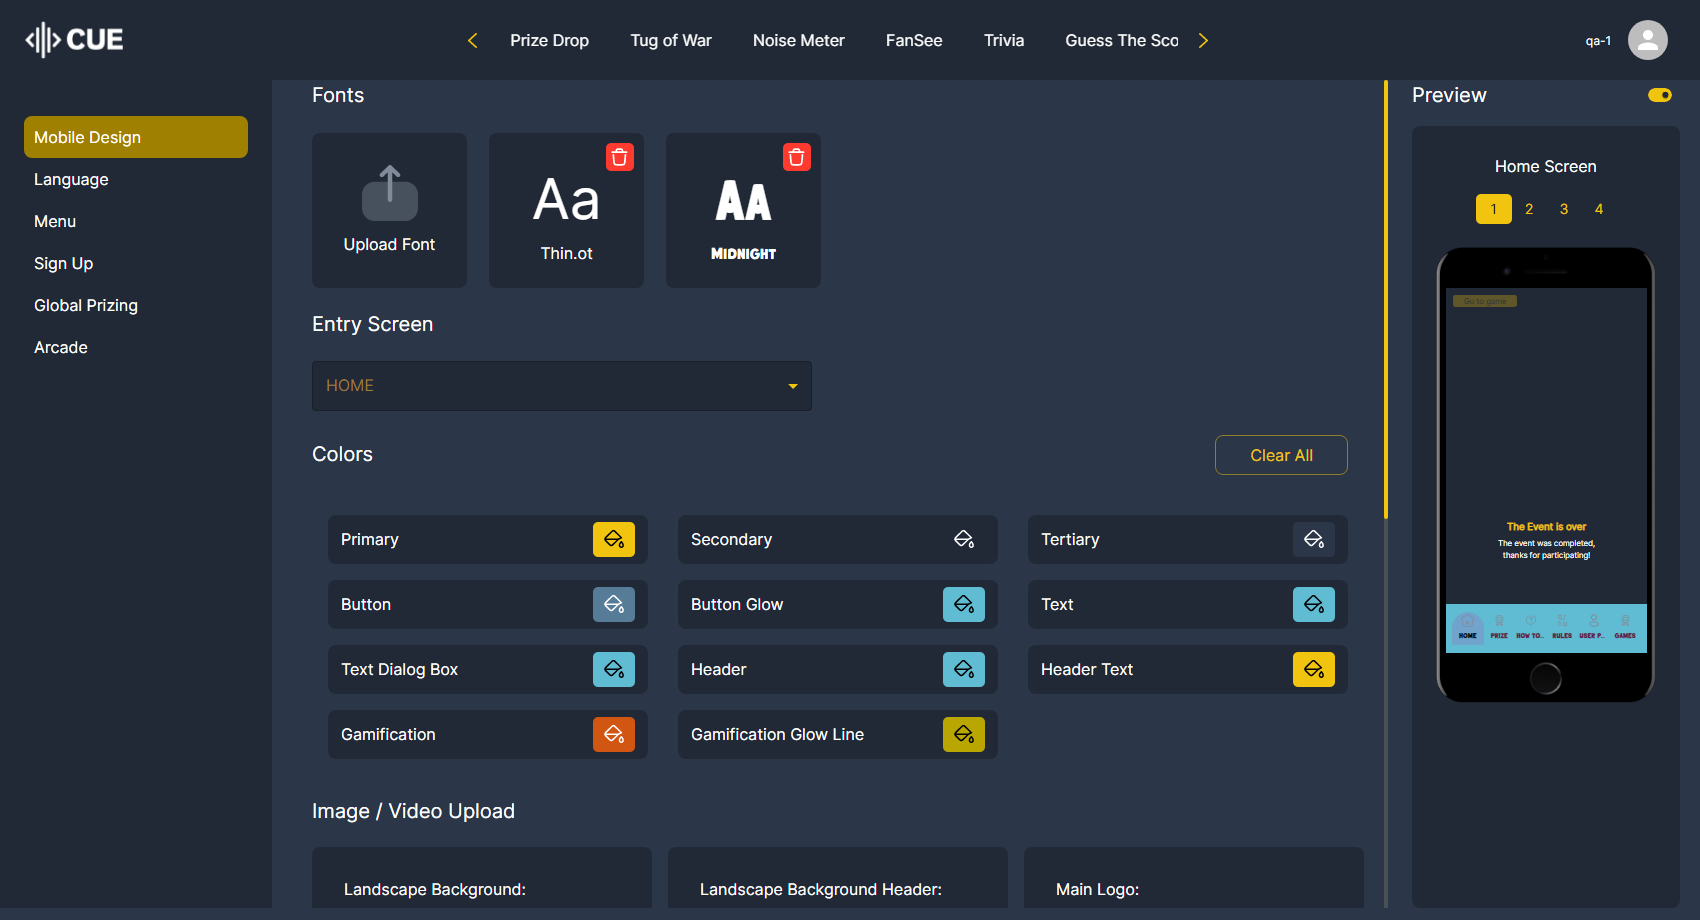 CUE
Prize Drop
Tug of War
Noise Meter
FanSee
Trivia
Guess The Sco
qa-1
Mobile Design
Language
Menu
Sign Up
Global Prizing
Arcade
Fonts
Upload Font
Aa
Thin.ot
AA
MIDNIGHT
Entry Screen
HOME
Colors
Clear All
Primary
Secondary
Tertiary
Button
Button Glow
Text
Text Dialog Box
Header
Header Text
Gamification
Gamification Glow Line
Image / Video Upload
Landscape Background:
Landscape Background Header:
Main Logo:
Preview
Home Screen
1
2
3
4
Go to game
The Event is over
The event was completed,
thanks for participating!
HOME
PRIZE
HOW TO..
RULES
USER P..
GAMES